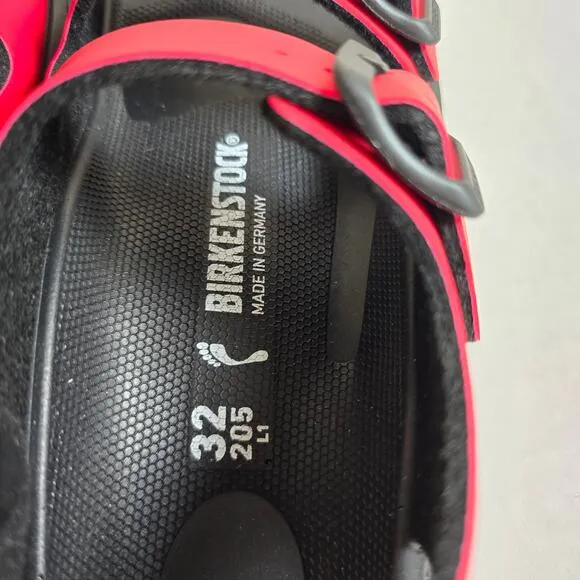 BIRKENSTOCK®
MADE IN GERMANY
32
205
L1